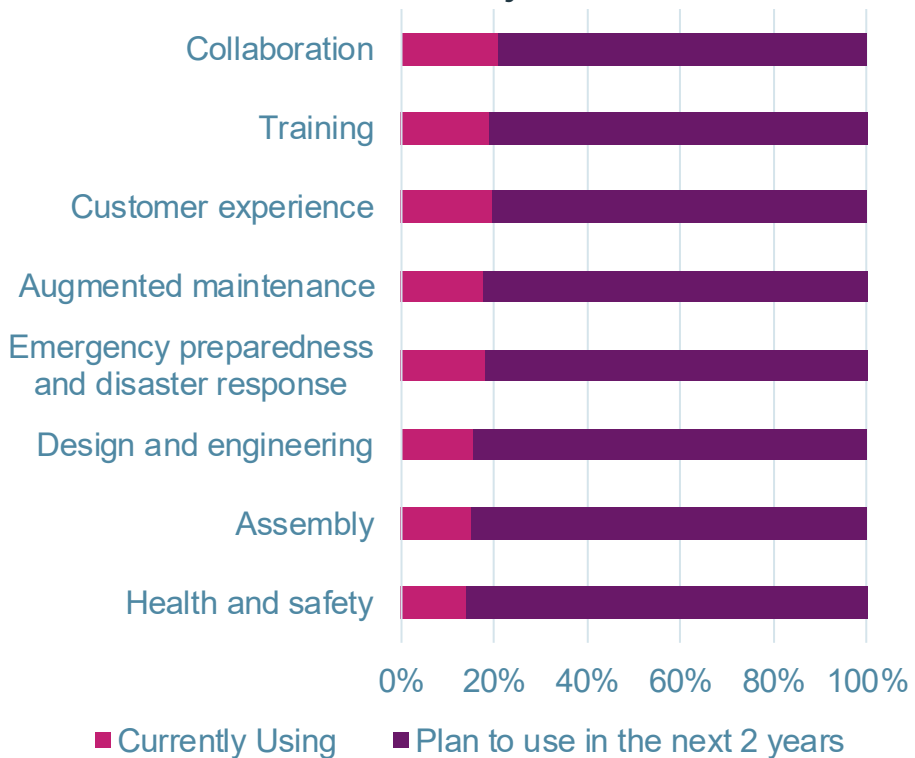 Collaboration
Training
Customer experience
Augmented maintenance
Emergency preparedness
and disaster response
Design and engineering
Assembly
Health and safety
0% 20% 40% 60% 80% 100%
Currently Using Plan to use in the next 2 years